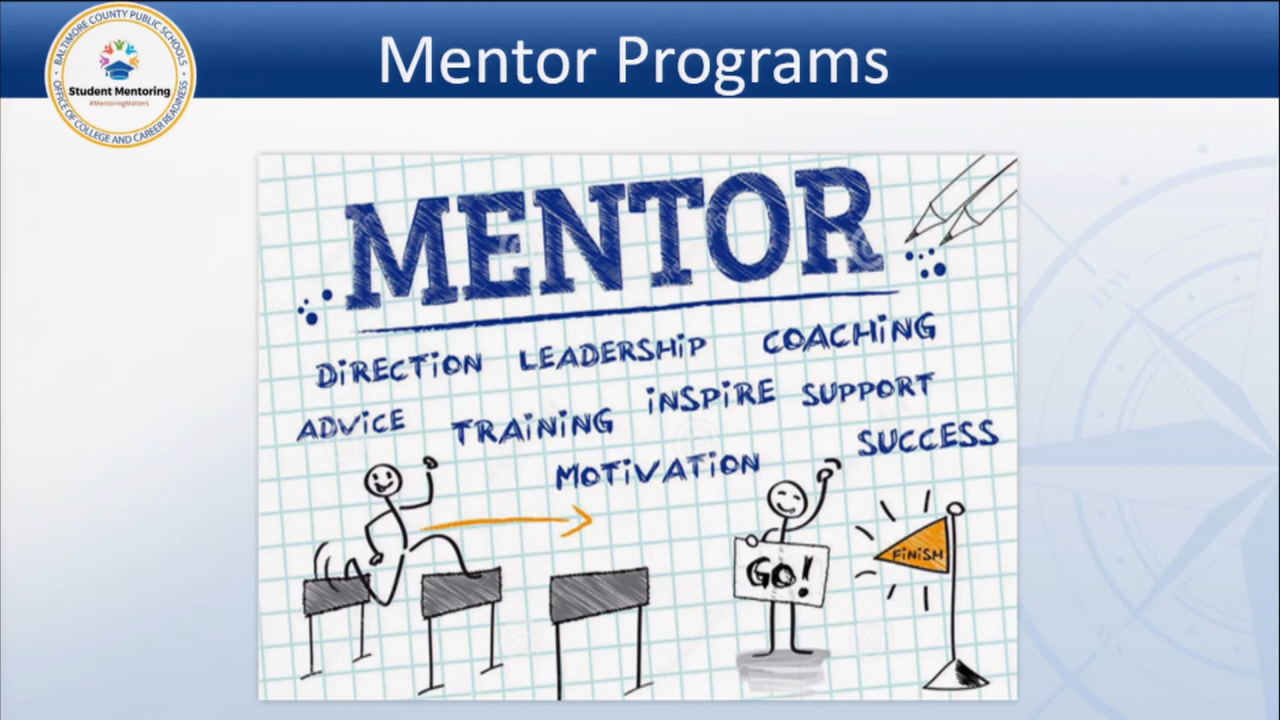 Mentor Programs
BALTIMORE COUNTY PUBLIC SCHOOLS
Student Mentoring
#MentoringMatters
OFFICE OF COLLEGE AND CAREER READINESS
MENTOR
DiRECTiON LEADERSHiP COACHiNG
ADViCE TRAiNiNG iNSPiRE SUPPORT
MOTiVATiON SUCCESS
GO!
FiNiSH